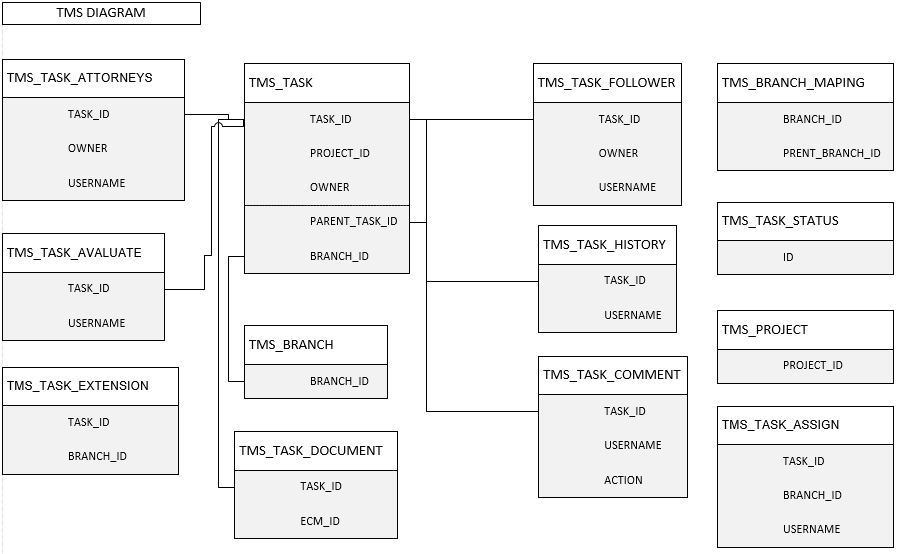 TMS DIAGRAM
TMS_TASK_ATTORNEYS
TASK_ID
OWNER
USERNAME
TMS_TASK_AVALUATE
TASK_ID
USERNAME
TMS_TASK_EXTENSION
TASK_ID
BRANCH_ID
TMS_TASK
TASK_ID
PROJECT_ID
OWNER
PARENT_TASK_ID
BRANCH_ID
TMS_BRANCH
BRANCH_ID
TMS_TASK_DOCUMENT
TASK_ID
ECM_ID
TMS_TASK_FOLLOWER
TASK_ID
OWNER
USERNAME
TMS_TASK_HISTORY
TASK_ID
USERNAME
TMS_TASK_COMMENT
TASK_ID
USERNAME
ACTION
TMS_BRANCH_MAPING
BRANCH_ID
PRENT_BRANCH_ID
TMS_TASK_STATUS
ID
TMS_PROJECT
PROJECT_ID
TMS_TASK_ASSIGN
TASK_ID
BRANCH_ID
USERNAME